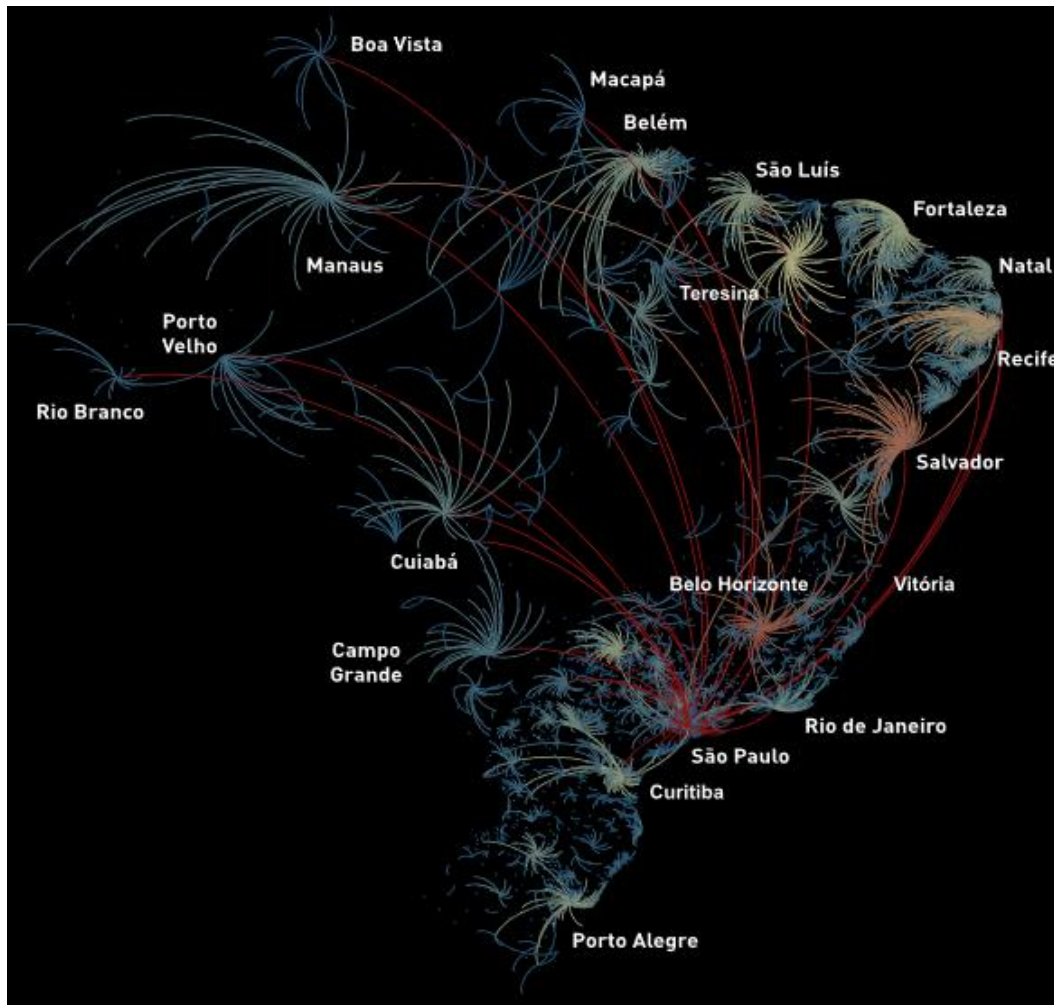 Boa Vista
Macapá
Belém
São Luís
Fortaleza
Manaus
Natal
Teresina
Porto
Velho
Recife
Rio Branco
Salvador
Cuiabá
Belo Horizonte
Vitória
Campo
Grande
Rio de Janeiro
São Paulo
Curitiba
Porto Alegre